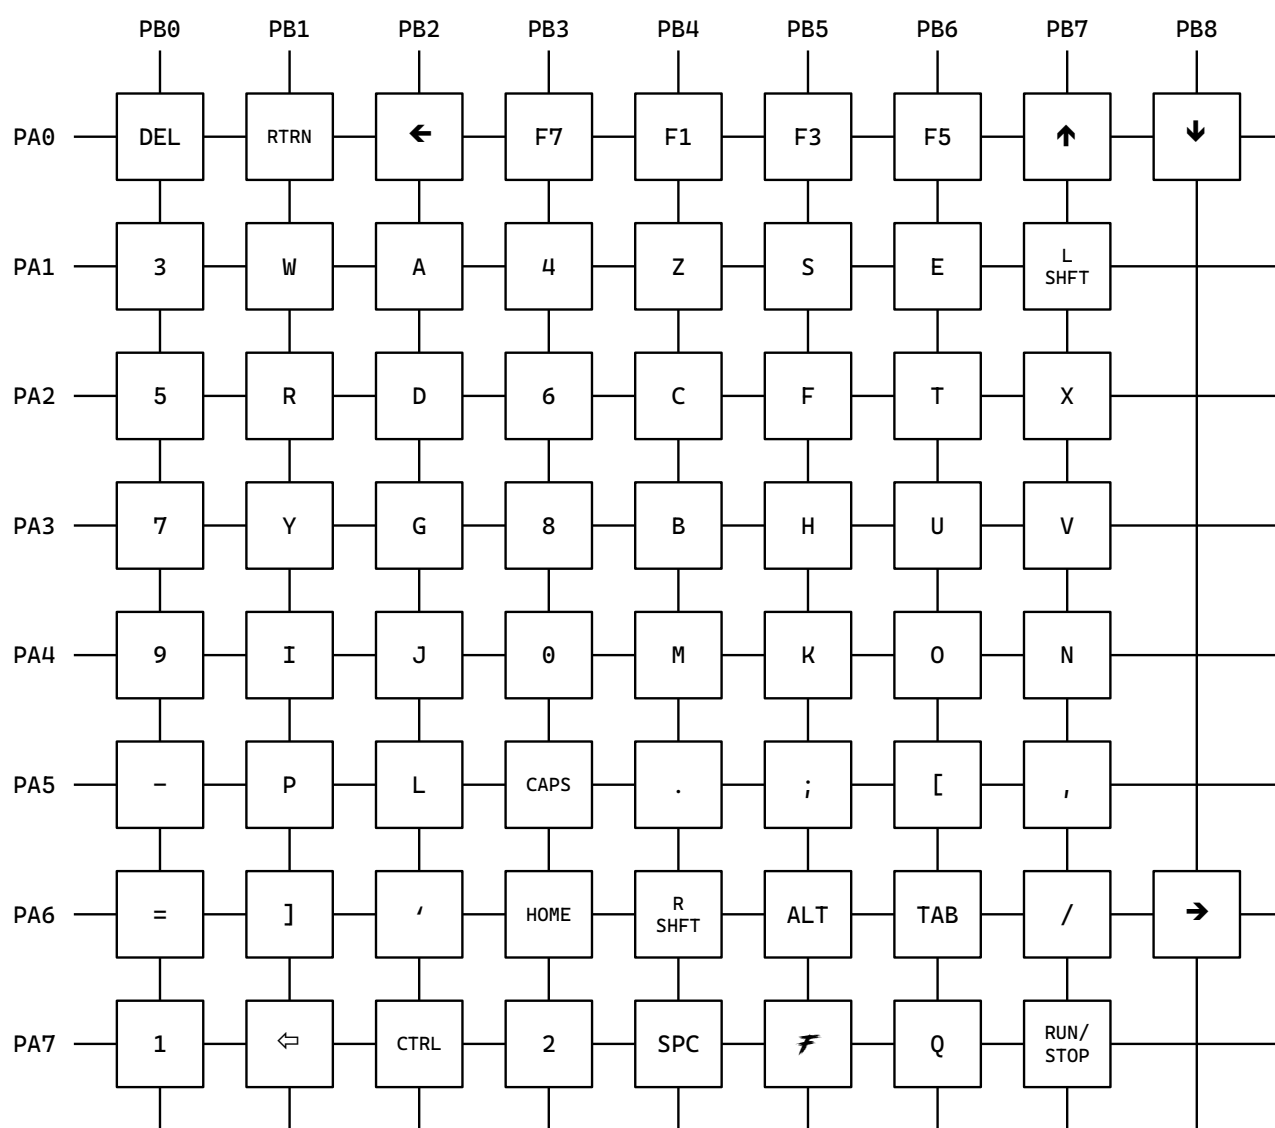 PB0 PB1 PB2 PB3 PB4 PB5 PB6 PB7 PB8
PA0 DEL RTRN 🡰 F7 F1 F3 F5 🡱 🡳
PA1 3 W A 4 Z S E L SHFT
PA2 5 R D 6 C F T X
PA3 7 Y G 8 B H U V
PA4 9 I J 0 M K O N
PA5 - P L CAPS . ; [ ,
PA6 = ] ‘ HOME R SHFT ALT TAB / 🡲
PA7 1 ⇦ CTRL 2 SPC F Q RUN/ STOP